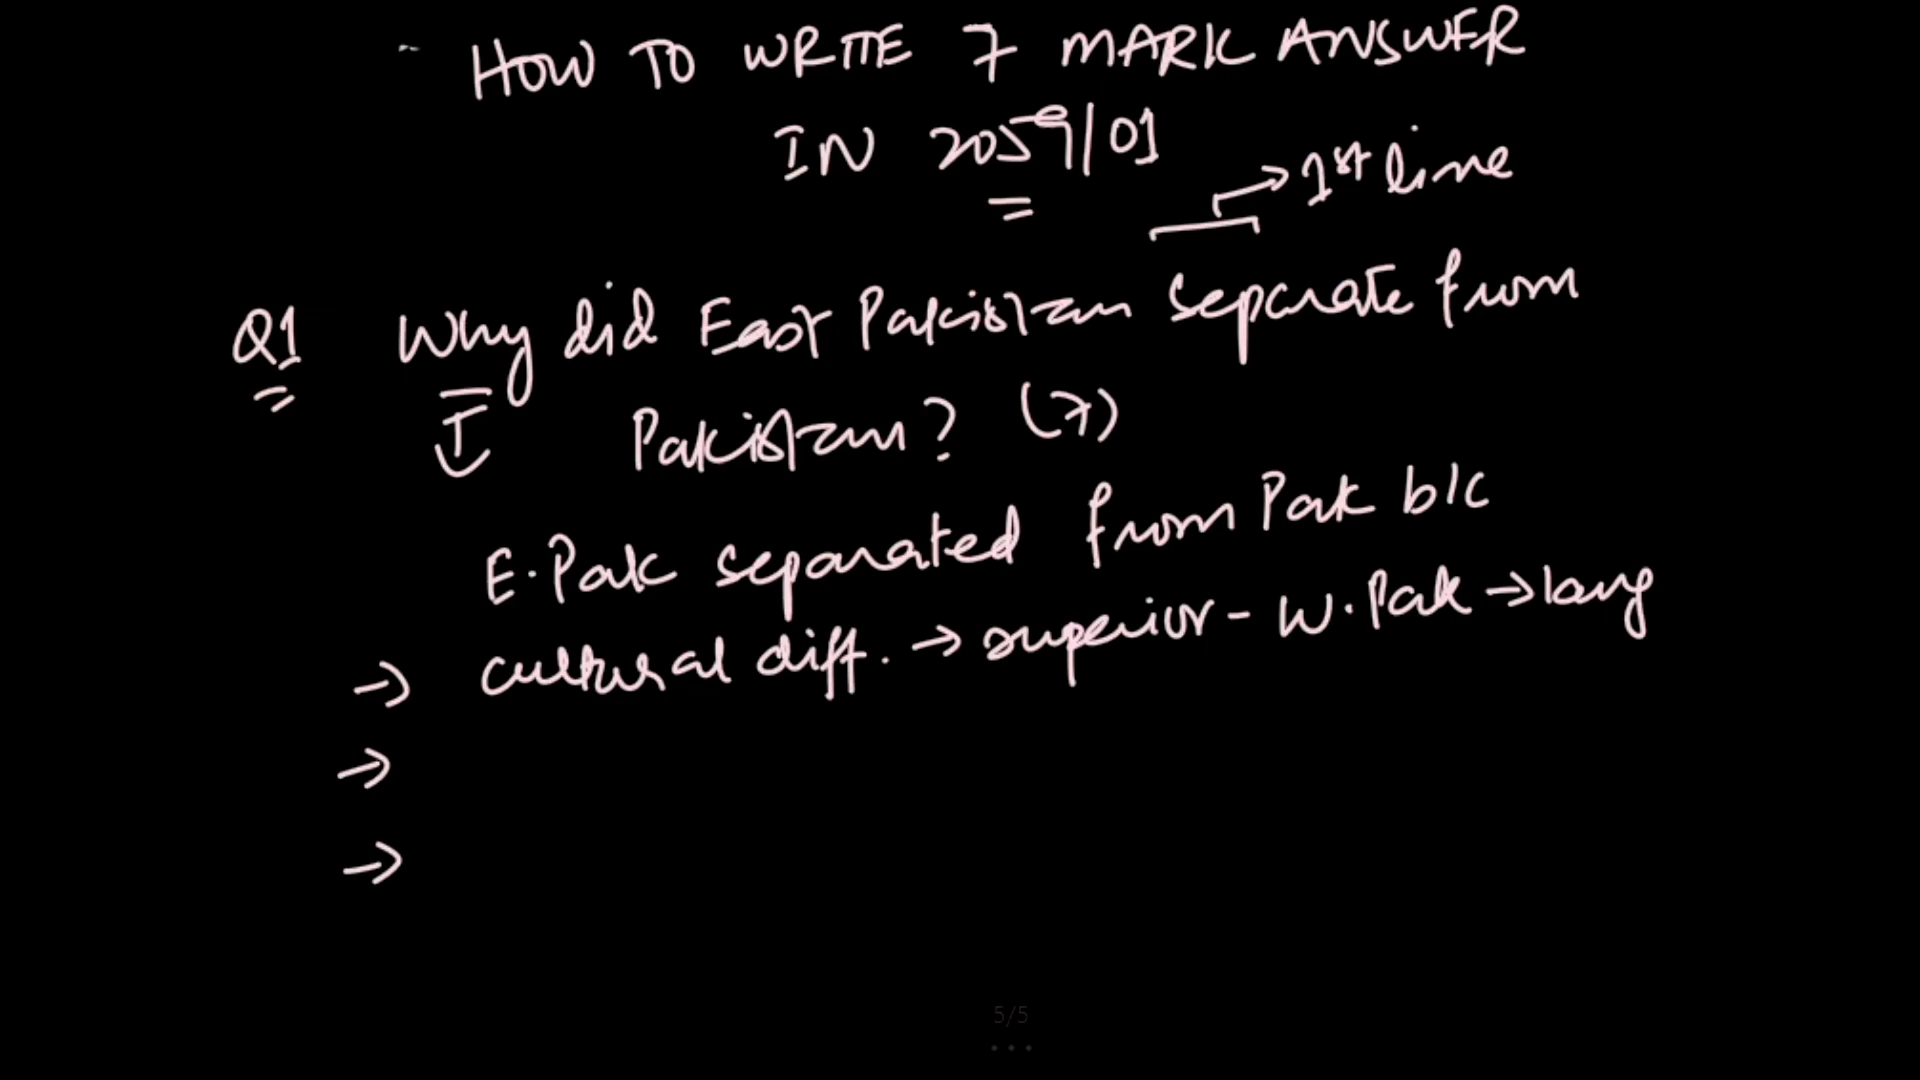 HOW TO WRITE 7 MARK ANSWER
IN 2059/01
→ 1st line
Q1 Why did East Pakistan separate from
Pakistan? (7)
E. Pak separated from Pak b/c
→ cultural diff. → superior - W. Pak → lang
→
→
5/5